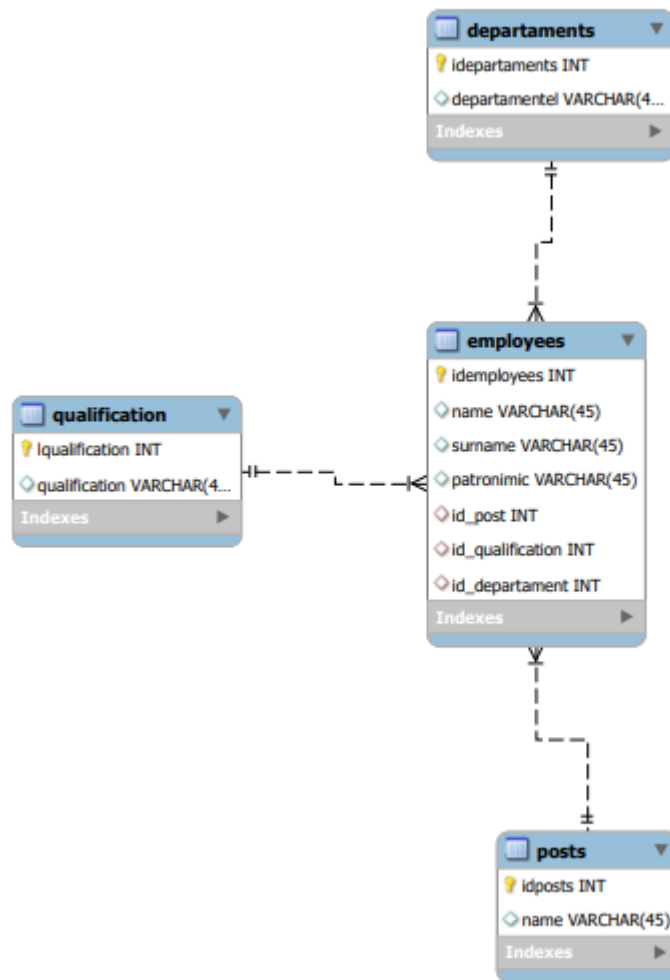 departaments
idepartaments INT
departamentel VARCHAR(4...
Indexes
employees
idemployees INT
name VARCHAR(45)
surname VARCHAR(45)
patronimic VARCHAR(45)
id_post INT
id_qualification INT
id_departament INT
Indexes
qualification
Iqualification INT
qualification VARCHAR(4...
Indexes
posts
idposts INT
name VARCHAR(45)
Indexes